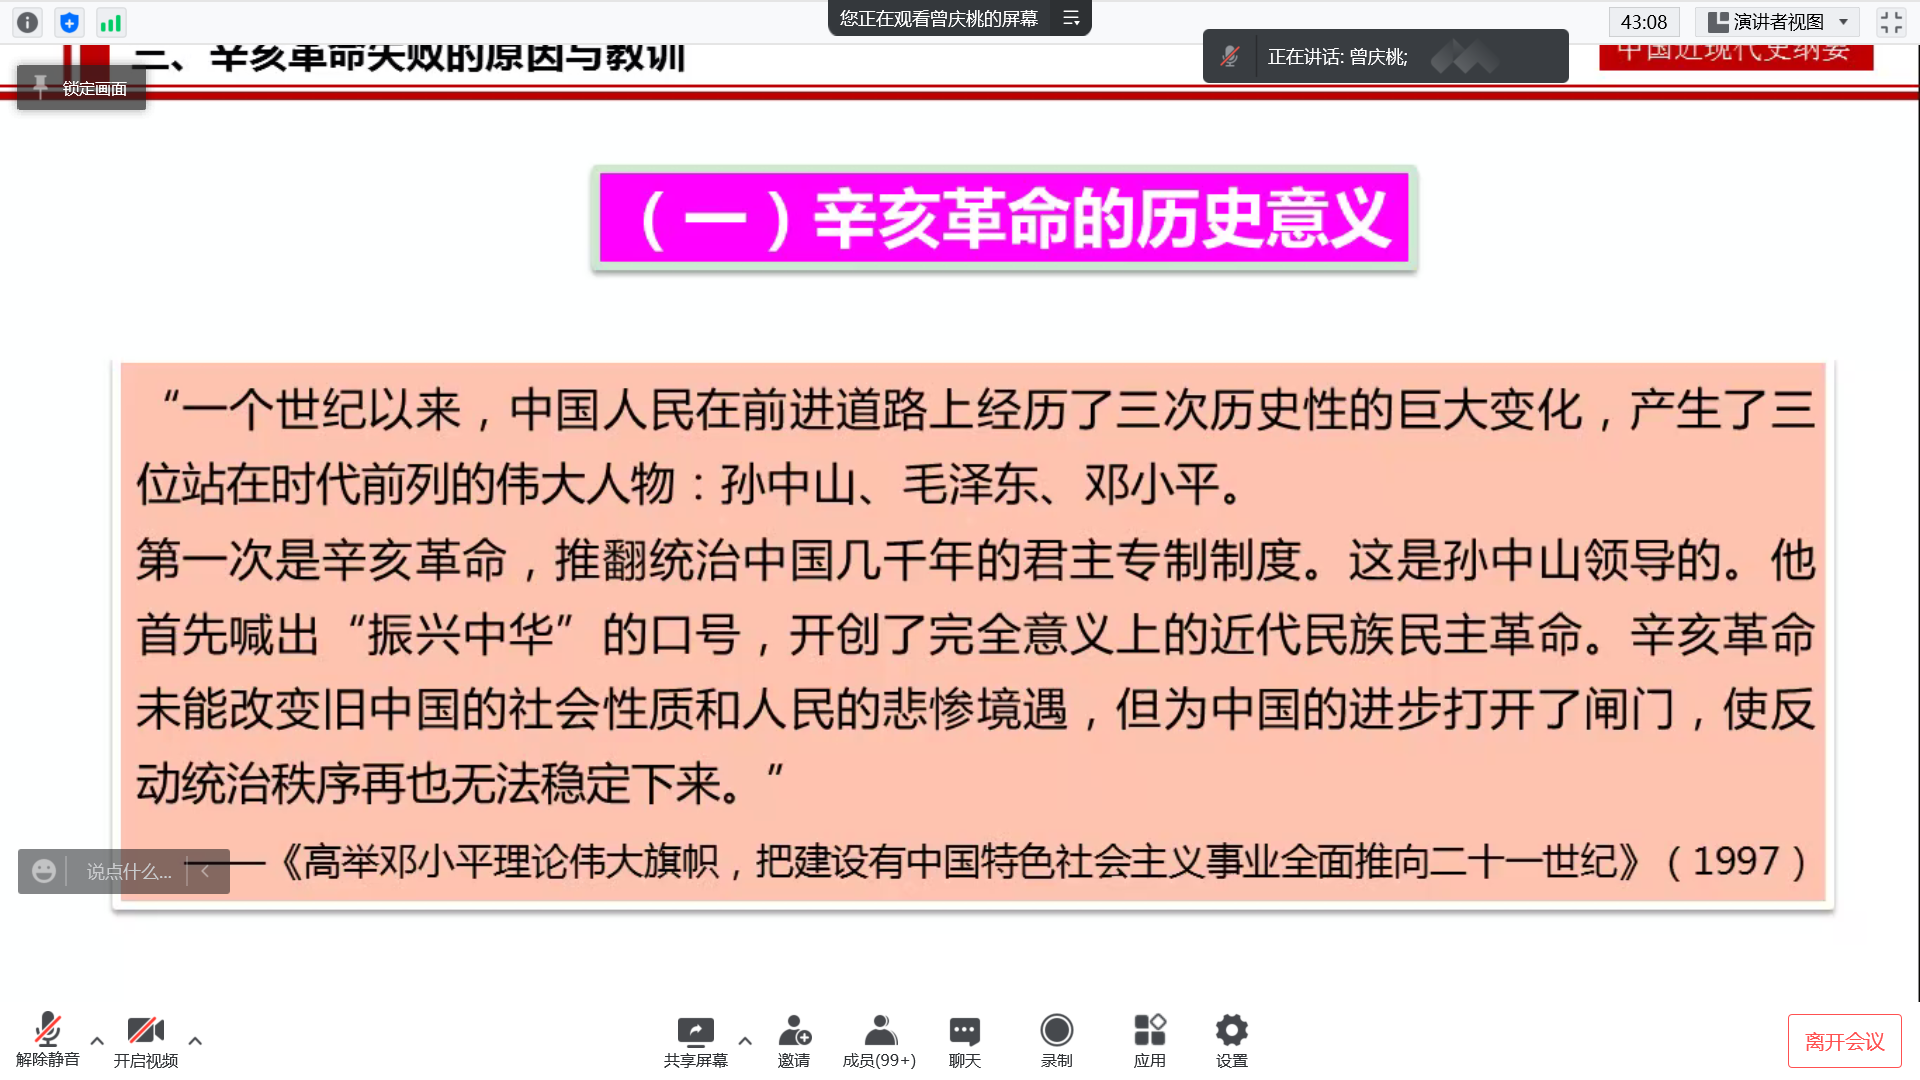 您正在观看曾庆桃的屏幕
43:08
演讲者视图
三、辛亥革命失败的原因与教训
正在讲话: 曾庆桃;
中国近现代史纲要
锁定画面
（一）辛亥革命的历史意义
“一个世纪以来，中国人民在前进道路上经历了三次历史性的巨大变化，产生了三
位站在时代前列的伟大人物：孙中山、毛泽东、邓小平。
第一次是辛亥革命，推翻统治中国几千年的君主专制制度。这是孙中山领导的。他
首先喊出“振兴中华”的口号，开创了完全意义上的近代民族民主革命。辛亥革命
未能改变旧中国的社会性质和人民的悲惨境遇，但为中国的进步打开了闸门，使反
动统治秩序再也无法稳定下来。”
——《高举邓小平理论伟大旗帜，把建设有中国特色社会主义事业全面推向二十一世纪》（1997）
说点什么...
解除静音
开启视频
共享屏幕
邀请
成员(99+)
聊天
录制
应用
设置
离开会议